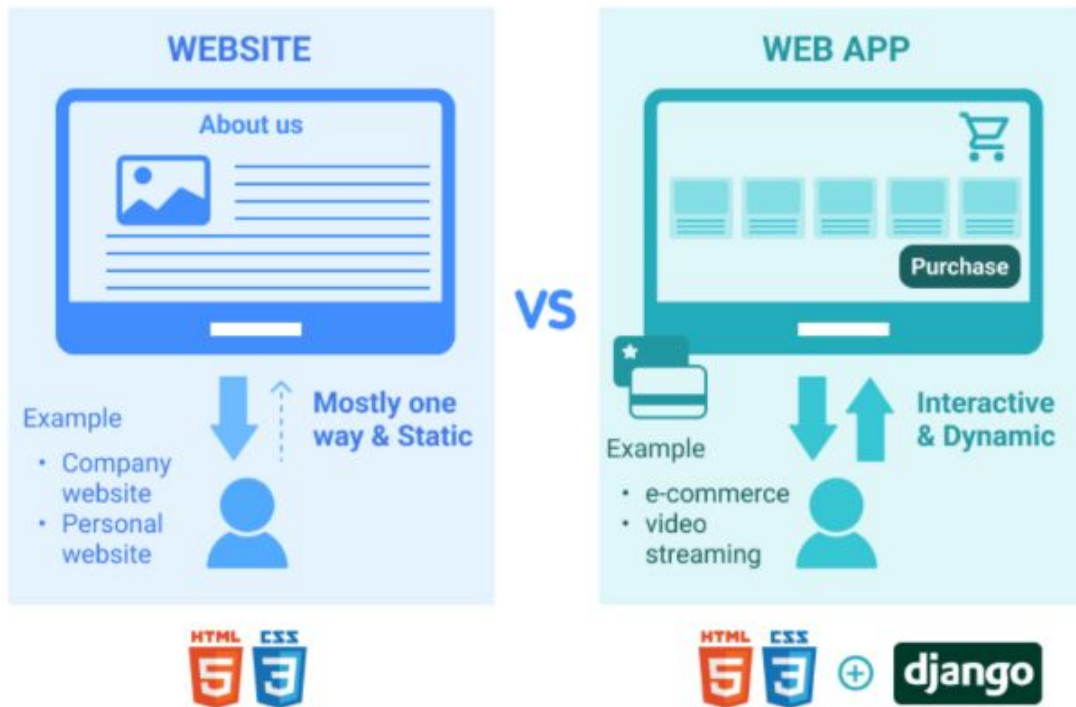 WEBSITE
About us
Example
• Company
website
• Personal
website
Mostly one
way & Static
VS
WEB APP
Purchase
Example
• e-commerce
• video
streaming
Interactive
& Dynamic
HTML
5
CSS
3
HTML
5
CSS
3
django